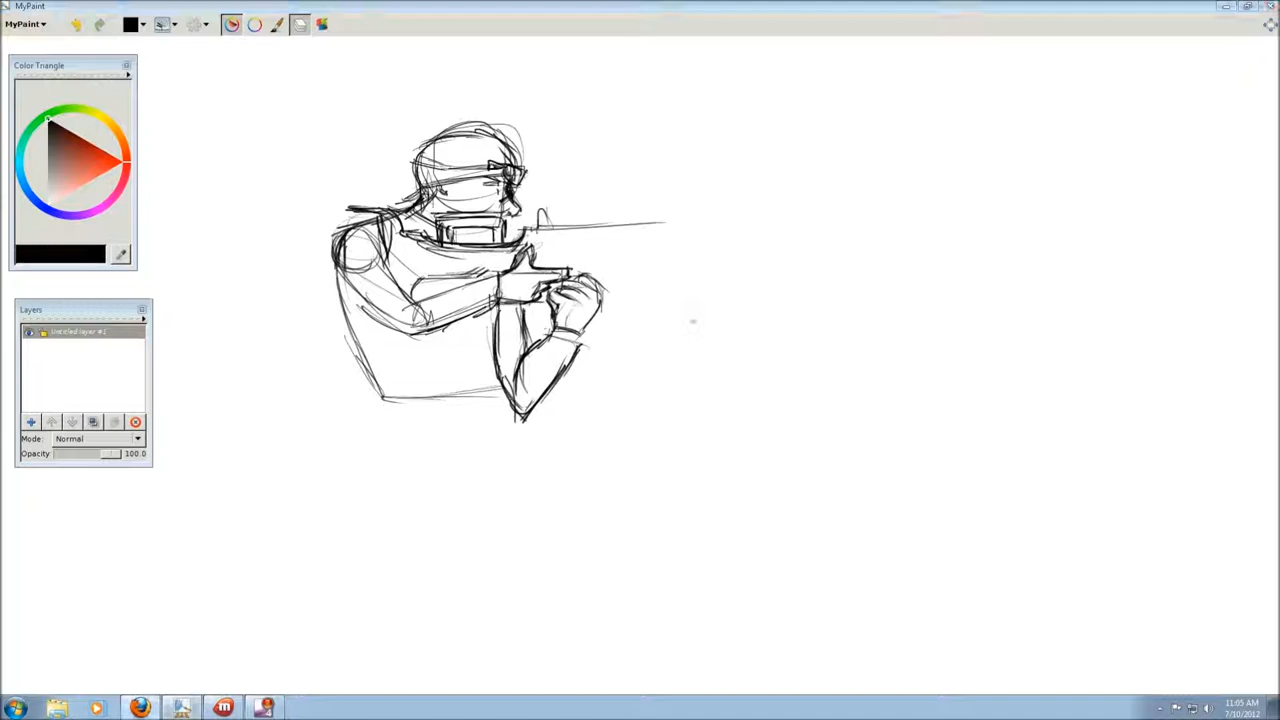 MyPaint
MyPaint
Color Triangle
Layers
Untitled layer #1
Mode: Normal
Opacity: 100.0
11:05 AM
7/10/2012